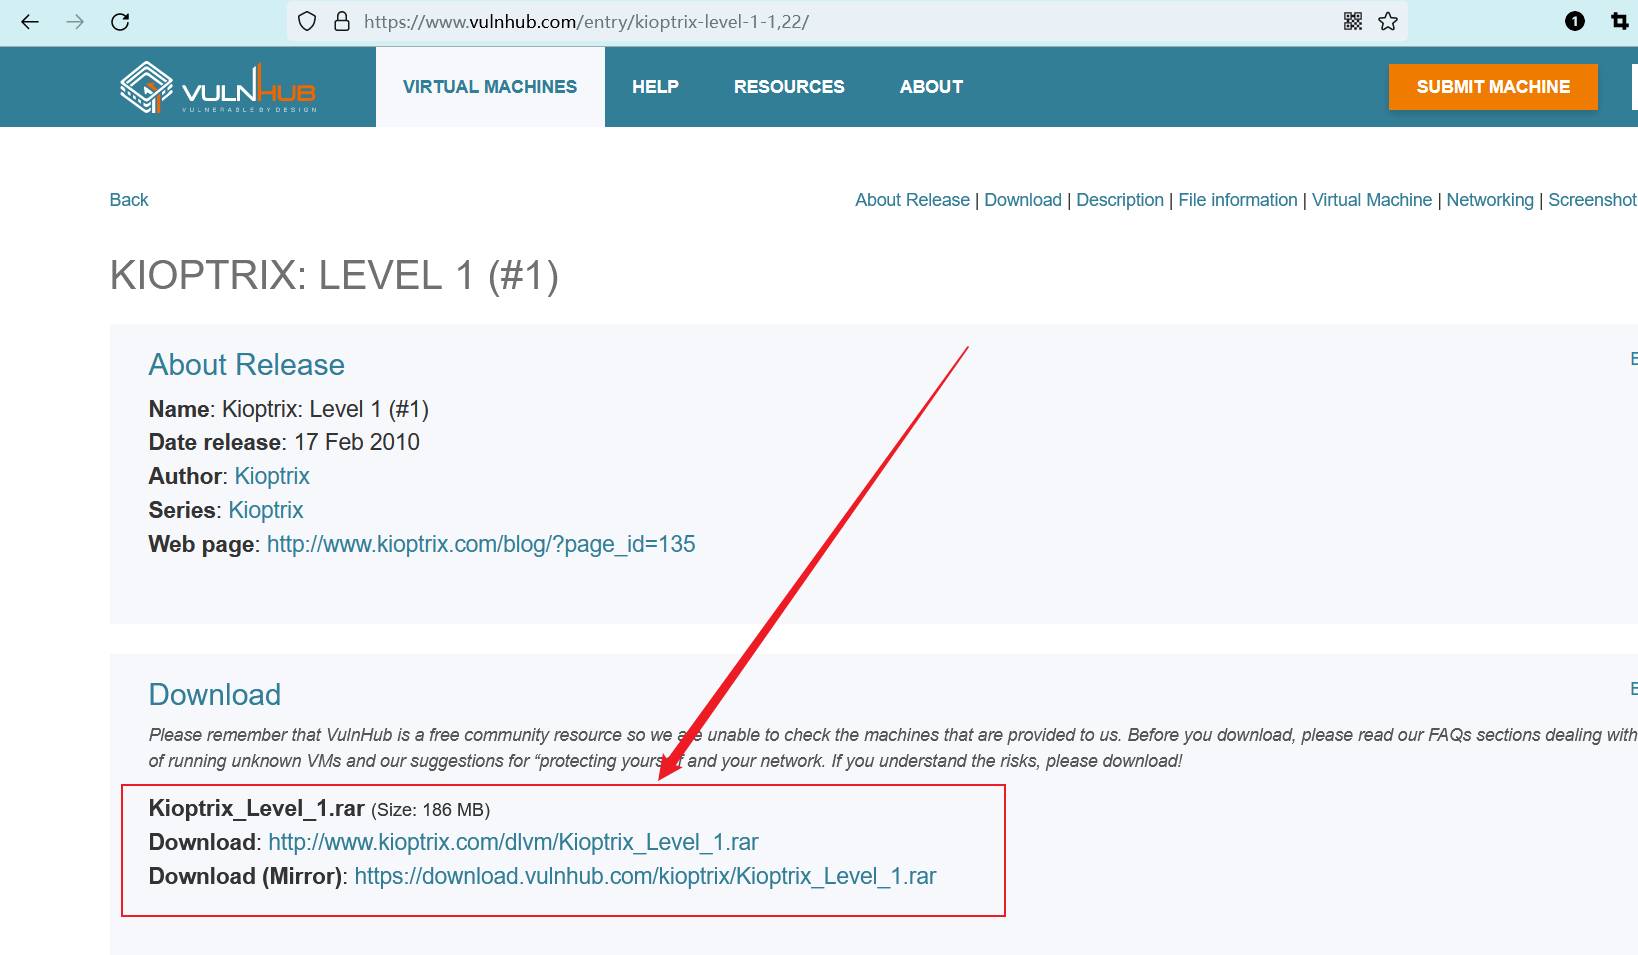 https://www.vulnhub.com/entry/kioptrix-level-1-1,22/
1
VULNHUB
VULNERABLE BY DESIGN
VIRTUAL MACHINES
HELP
RESOURCES
ABOUT
SUBMIT MACHINE
Back
About Release | Download | Description | File information | Virtual Machine | Networking | Screenshot
KIOPTRIX: LEVEL 1 (#1)
About Release
Name: Kioptrix: Level 1 (#1)
Date release: 17 Feb 2010
Author: Kioptrix
Series: Kioptrix
Web page: http://www.kioptrix.com/blog/?page_id=135
Download
Please remember that VulnHub is a free community resource so we are unable to check the machines that are provided to us. Before you download, please read our FAQs sections dealing with
of running unknown VMs and our suggestions for “protecting yourself and your network. If you understand the risks, please download!
Kioptrix_Level_1.rar (Size: 186 MB)
Download: http://www.kioptrix.com/dlvm/Kioptrix_Level_1.rar
Download (Mirror): https://download.vulnhub.com/kioptrix/Kioptrix_Level_1.rar